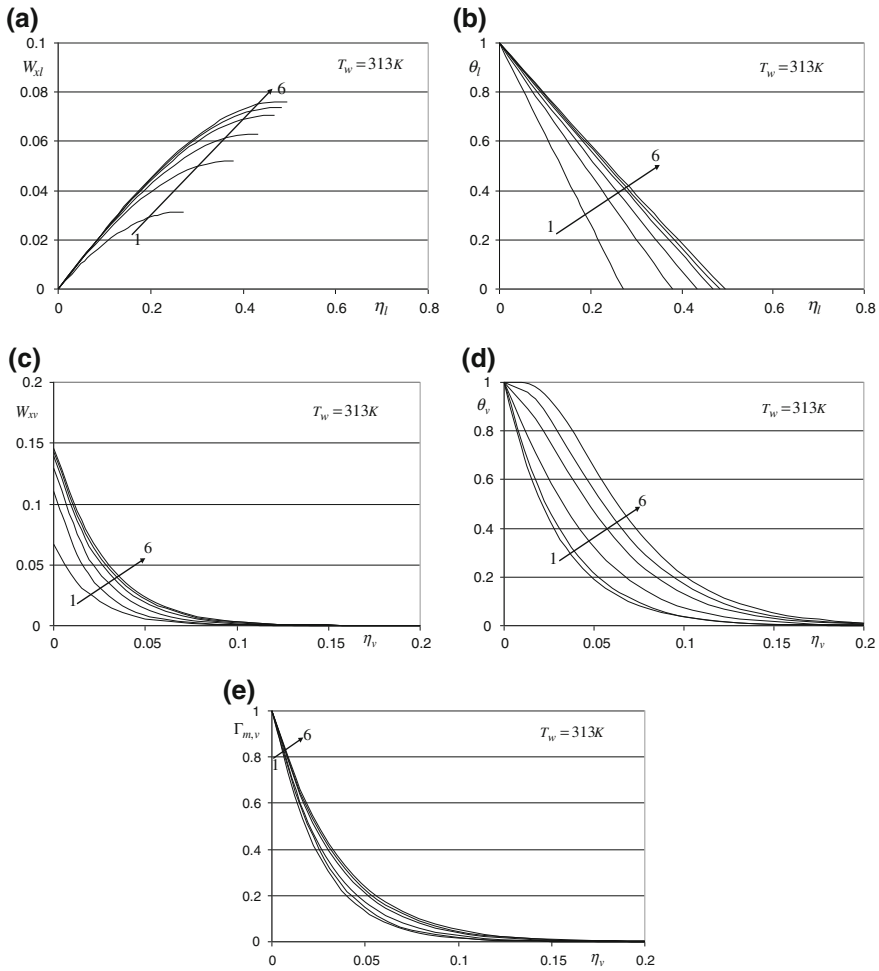 (a)
0.1
W_{xl}
T_w = 313K
0.08
6
0.06
0.04
0.02
1
0
0 0.2 0.4 0.6 0.8
η_l
(b)
1
θ_l
T_w = 313K
0.8
0.6
6
0.4
0.2
1
0
0 0.2 0.4 0.6 0.8
η_l
(c)
0.2
W_{xv}
T_w = 313K
0.15
0.1
6
0.05
1
0
0 0.05 0.1 0.15 0.2
η_v
(d)
1
θ_v
T_w = 313K
0.8
0.6
6
0.4
1
0.2
0
0 0.05 0.1 0.15 0.2
η_v
(e)
1
Γ_{m,v}
T_w = 313K
6
0.8
1
0.6
0.4
0.2
0
0 0.05 0.1 0.15 0.2
η_v